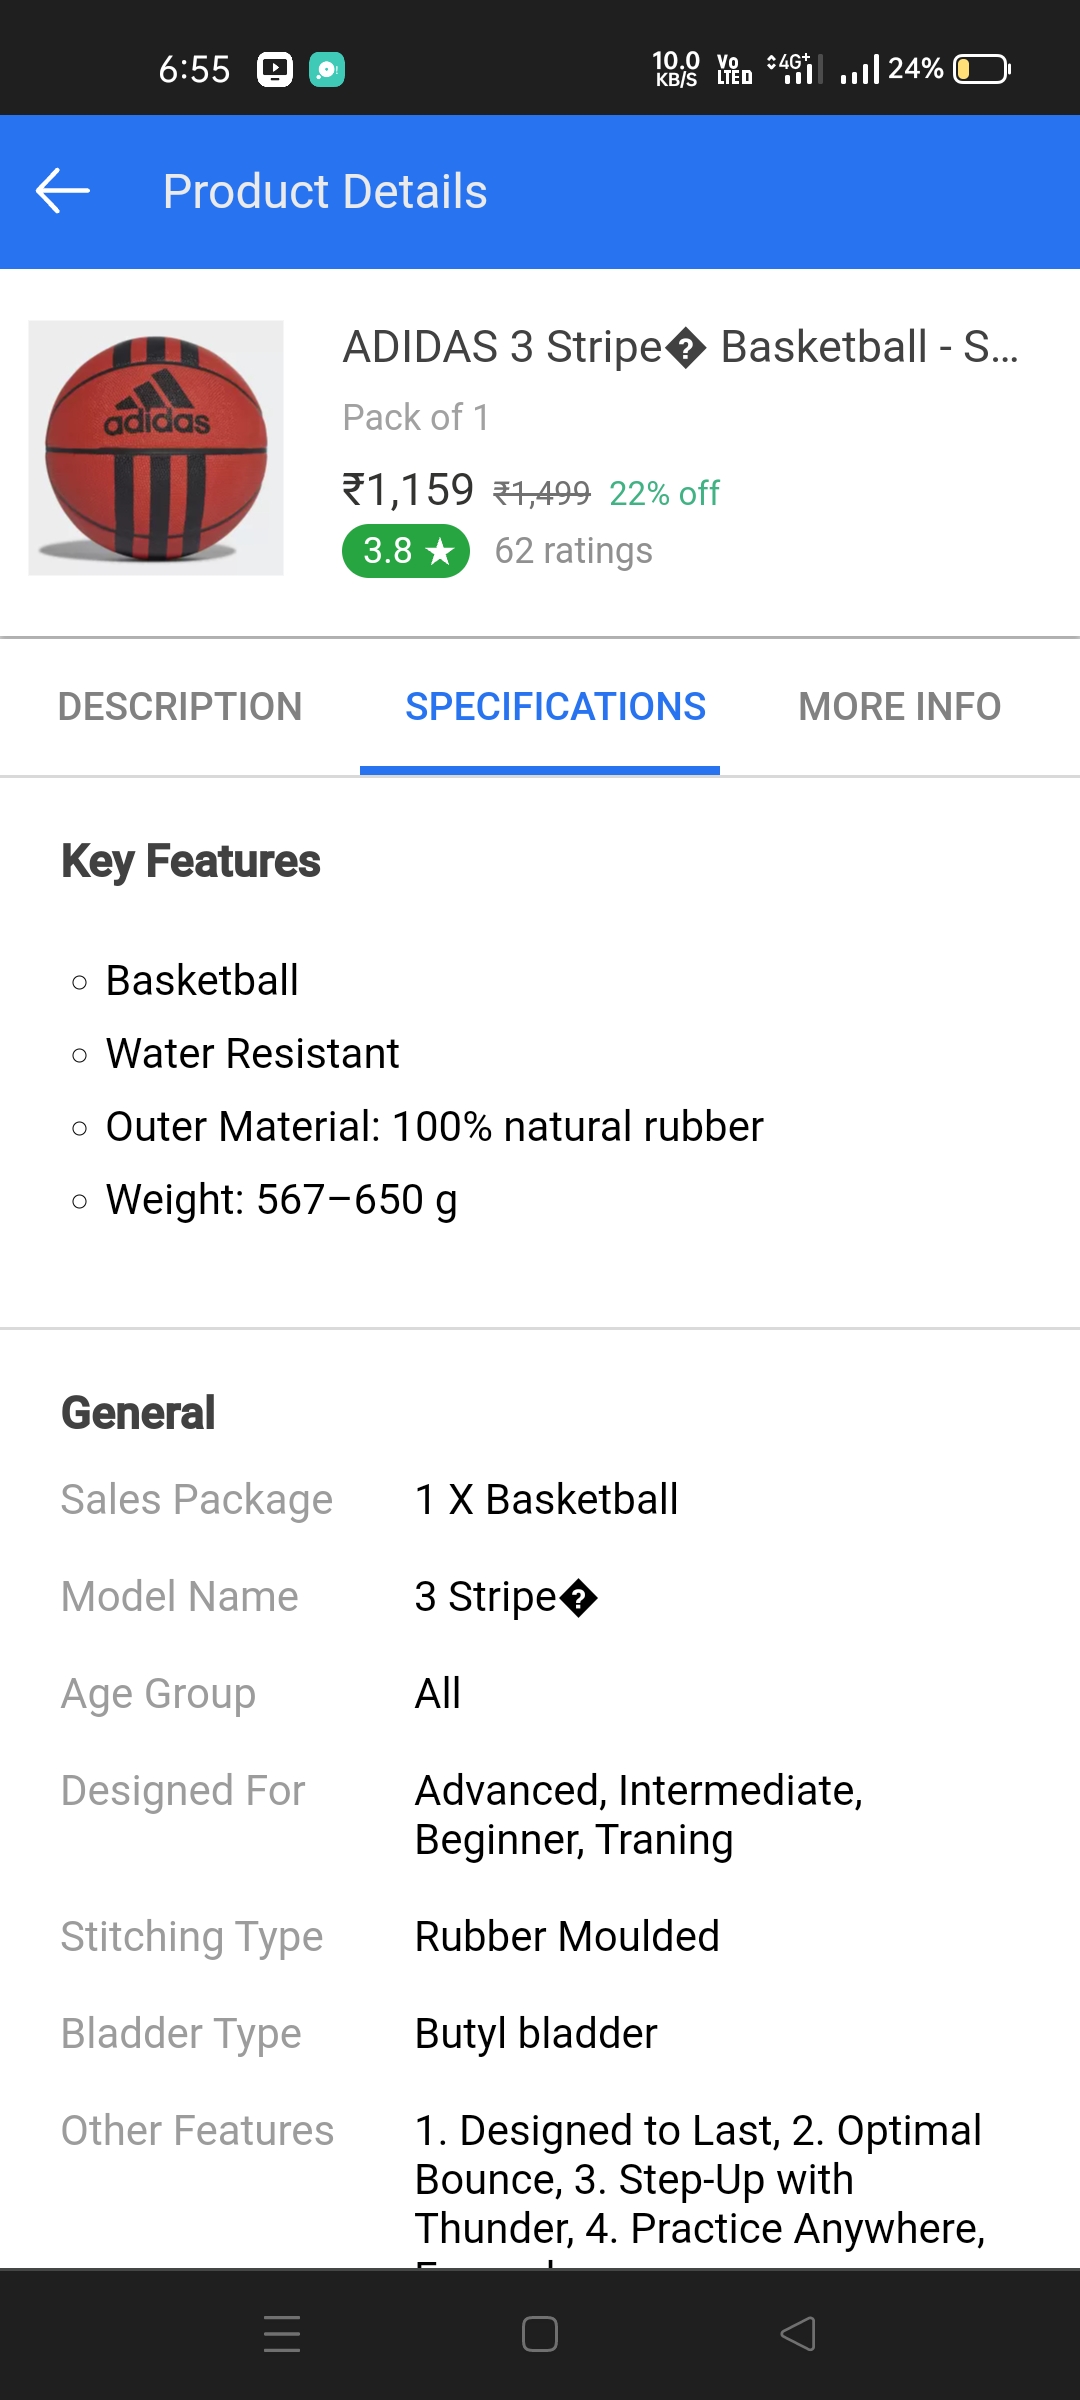 6:55
10.0 KB/S
Vo LTE
4G+
24%
Product Details
adidas
ADIDAS 3 Stripe� Basketball - S...
Pack of 1
₹1,159 ₹1,499 22% off
3.8 ★ 62 ratings
DESCRIPTION SPECIFICATIONS MORE INFO
Key Features
Basketball
Water Resistant
Outer Material: 100% natural rubber
Weight: 567–650 g
General
Sales Package 1 X Basketball
Model Name 3 Stripe�
Age Group All
Designed For Advanced, Intermediate,
Beginner, Traning
Stitching Type Rubber Moulded
Bladder Type Butyl bladder
Other Features 1. Designed to Last, 2. Optimal
Bounce, 3. Step-Up with
Thunder, 4. Practice Anywhere,